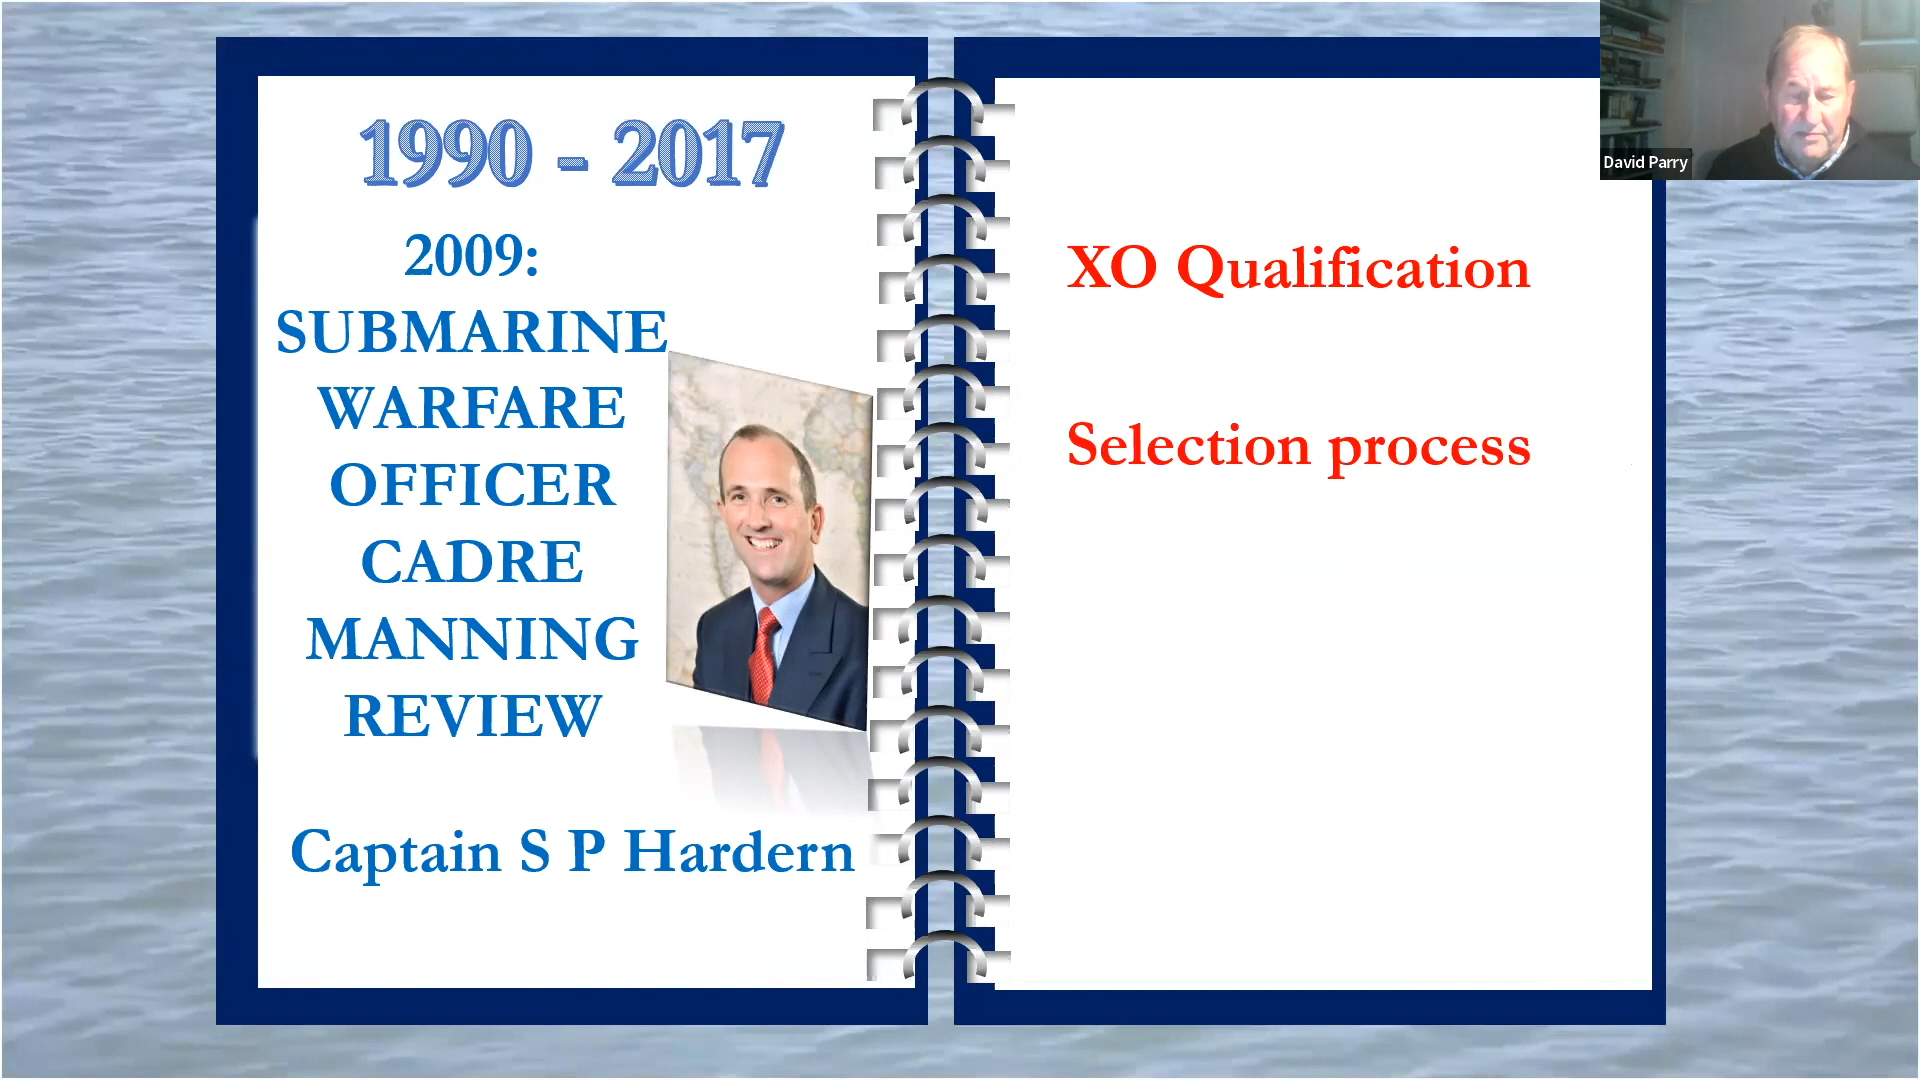 1990 - 2017
2009:
SUBMARINE
WARFARE
OFFICER
CADRE
MANNING
REVIEW
Captain S P Hardern
XO Qualification
Selection process
David Parry